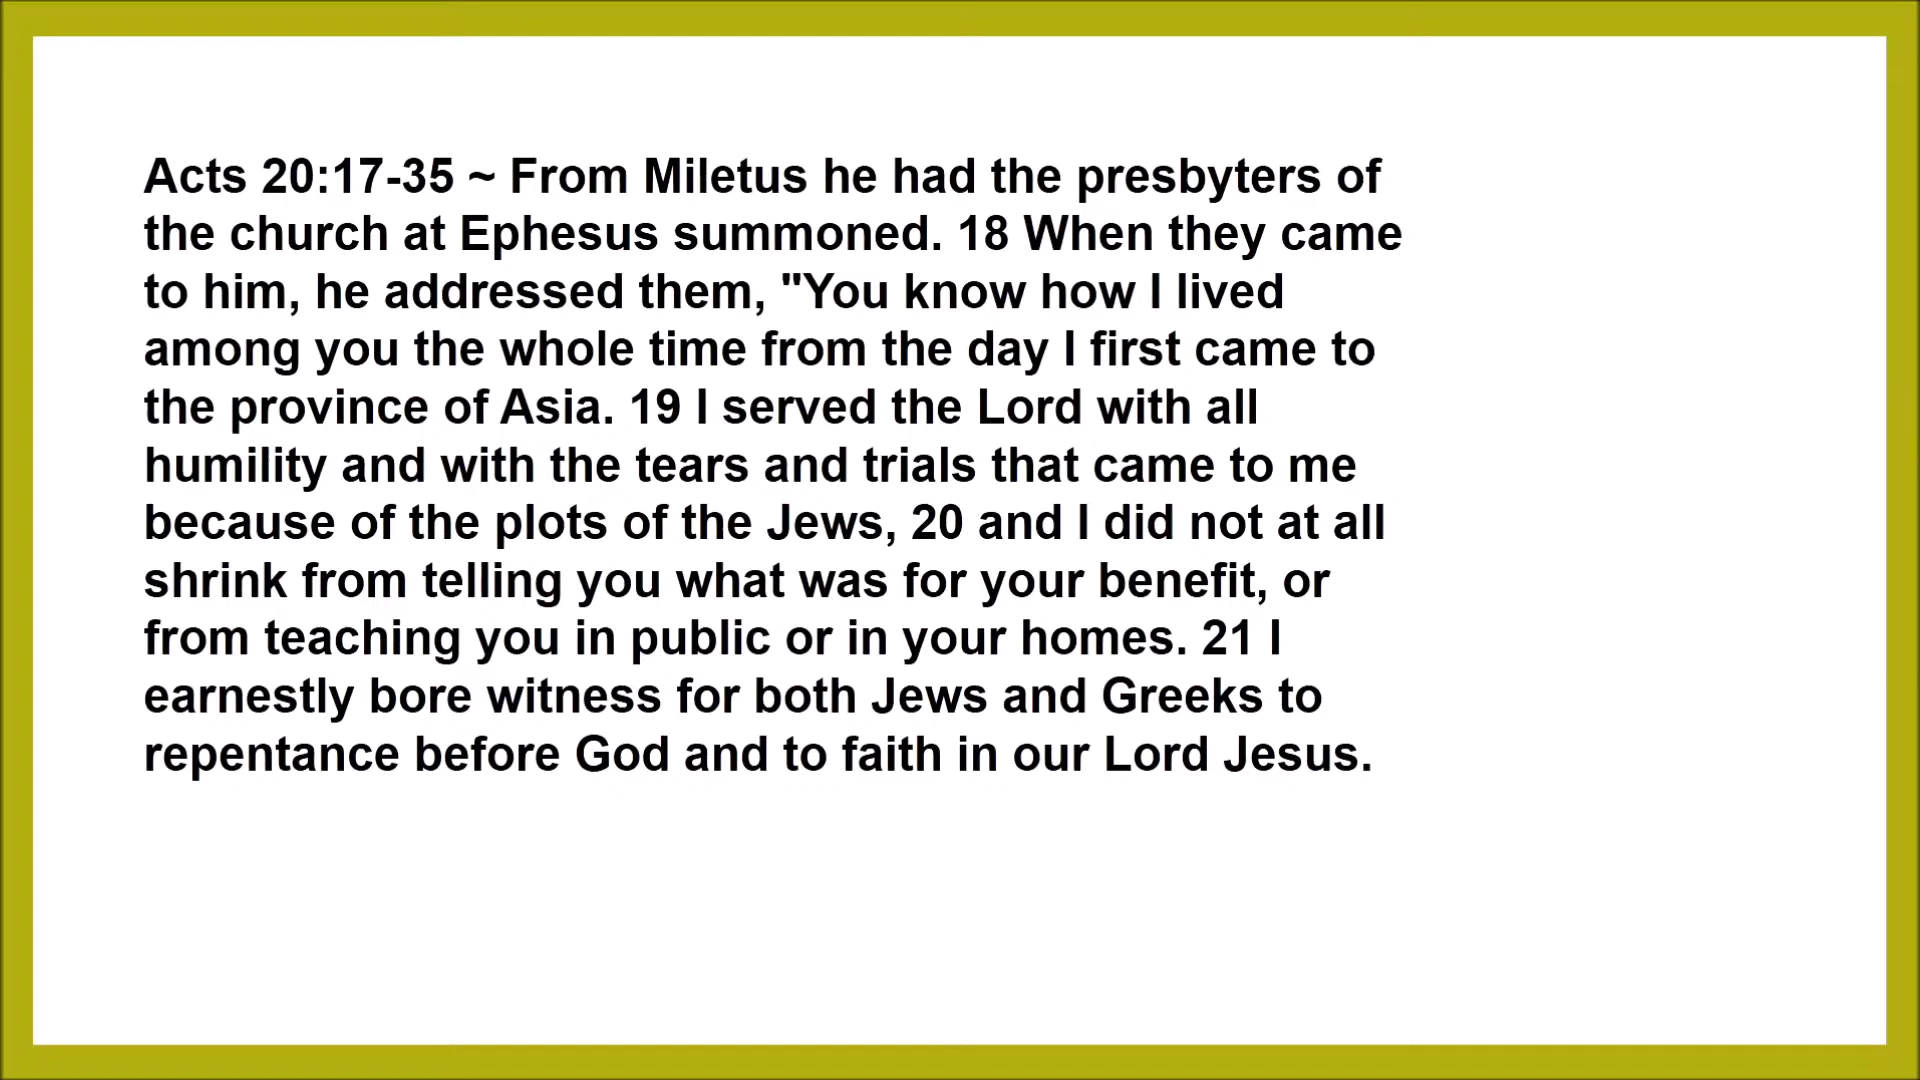 Acts 20:17-35 ~ From Miletus he had the presbyters of
the church at Ephesus summoned. 18 When they came
to him, he addressed them, "You know how I lived
among you the whole time from the day I first came to
the province of Asia. 19 I served the Lord with all
humility and with the tears and trials that came to me
because of the plots of the Jews, 20 and I did not at all
shrink from telling you what was for your benefit, or
from teaching you in public or in your homes. 21 I
earnestly bore witness for both Jews and Greeks to
repentance before God and to faith in our Lord Jesus.